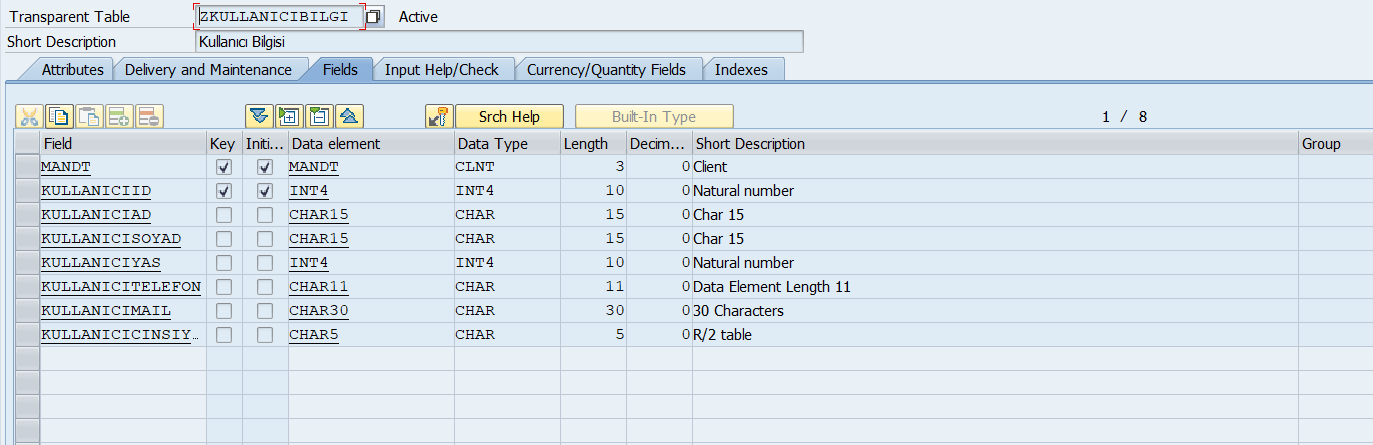 Transparent Table ZKULLANICIBILGI Active
Short Description Kullanıcı Bilgisi
Attributes Delivery and Maintenance Fields Input Help/Check Currency/Quantity Fields Indexes
Srch Help Built-In Type 1 / 8
Field Key Initi... Data element Data Type Length Decim... Short Description Group
MANDT MANDT CLNT 3 0 Client
KULLANICIID INT4 INT4 10 0 Natural number
KULLANICIAD CHAR15 CHAR 15 0 Char 15
KULLANICISOYAD CHAR15 CHAR 15 0 Char 15
KULLANICIYAS INT4 INT4 10 0 Natural number
KULLANICITELEFON CHAR11 CHAR 11 0 Data Element Length 11
KULLANICIMAIL CHAR30 CHAR 30 0 30 Characters
KULLANICICINSIY… CHAR5 CHAR 5 0 R/2 table